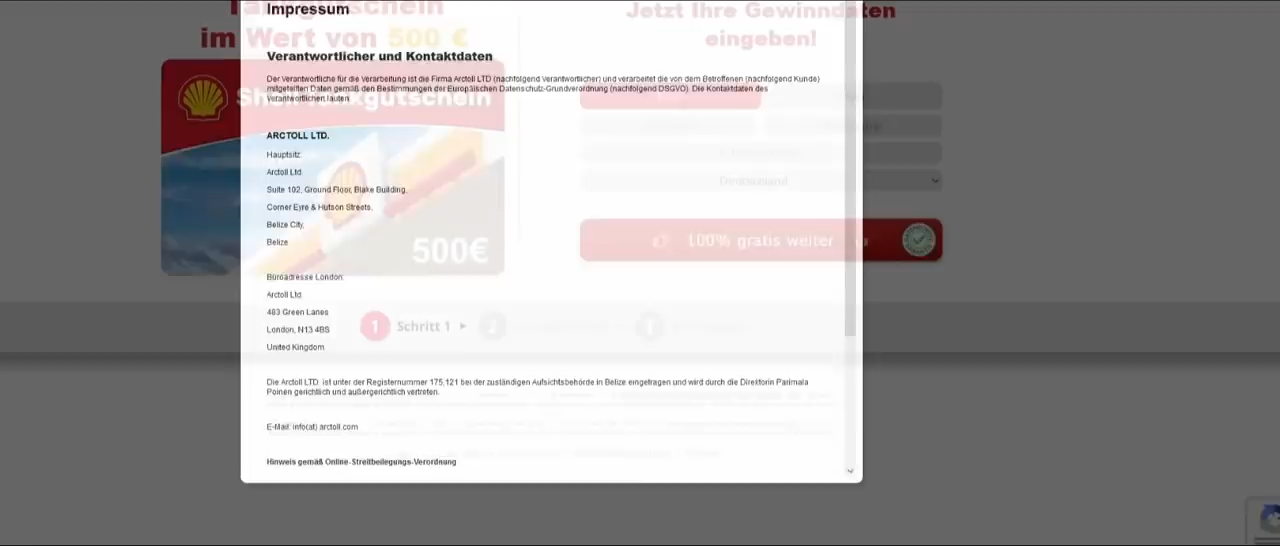 Tankgutschein
im Wert von 500 €
Jetzt Ihre Gewinndaten
eingeben!
Shell Tankgutschein
500€
Deutschland
100% gratis weiter
1 Schritt 1
2
Impressum
Verantwortlicher und Kontaktdaten
Der Verantwortliche für die Verarbeitung ist die Firma Arctoll LTD (nachfolgend Verantwortlicher) und verarbeitet die von dem Betroffenen (nachfolgend Kunde)
mitgeteilten Daten gemäß den Bestimmungen der Europäischen Datenschutz-Grundverordnung (nachfolgend DSGVO). Die Kontaktdaten des
Verantwortlichen lauten
ARCTOLL LTD.
Hauptsitz:
Arctoll Ltd.
Suite 102, Ground Floor, Blake Building,
Corner Eyre & Hutson Streets,
Belize City,
Belize
Büroadresse London:
Arctoll Ltd
483 Green Lanes
London, N13 4BS
United Kingdom
Die Arctoll LTD. ist unter der Registernummer 175,121 bei der zuständigen Aufsichtsbehörde in Belize eingetragen und wird durch die Direktorin Parimala
Poinen gerichtlich und außergerichtlich vertreten.
E-Mail: info(at) arctoll.com
Hinweis gemäß Online-Streitbeilegungs-Verordnung